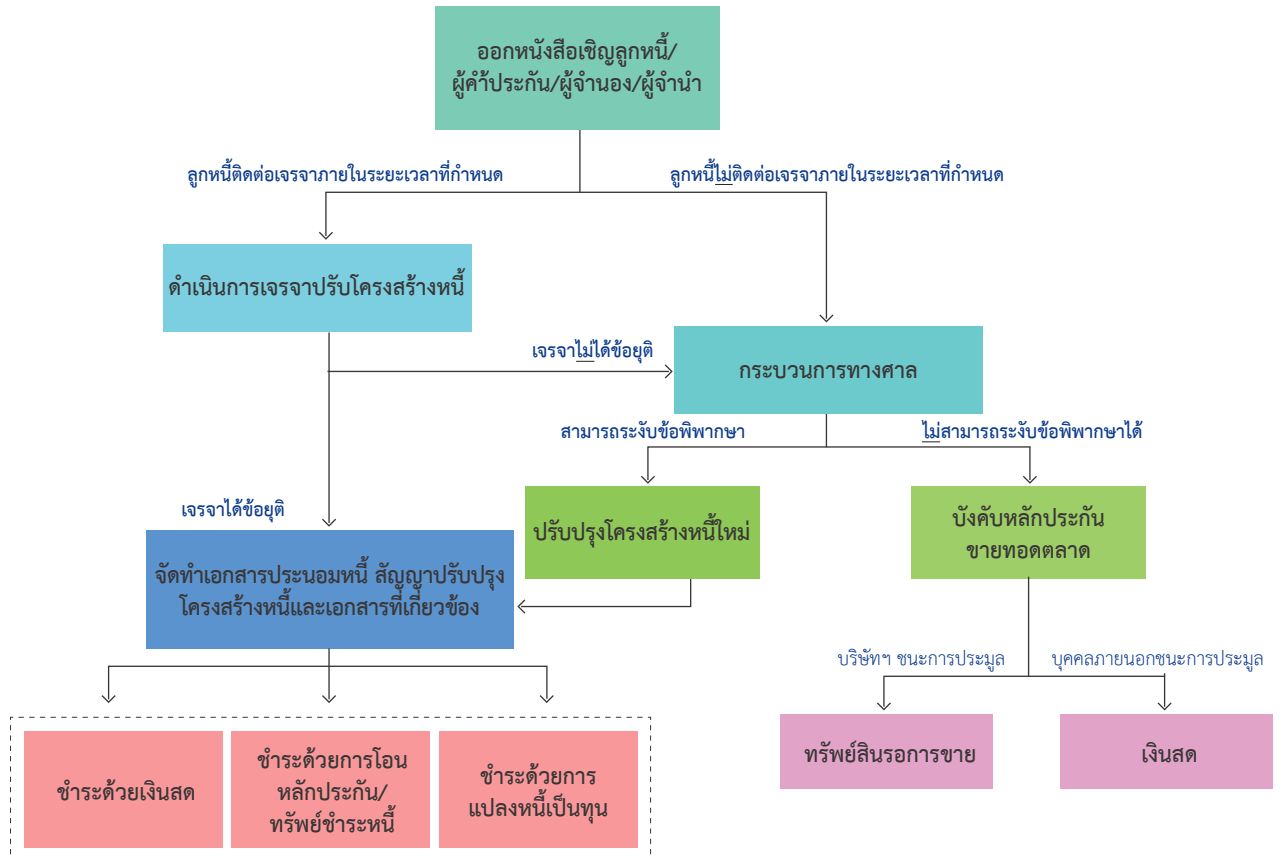 ออกหนังสือเชิญลูกหนี้/
ผู้ค้ำประกัน/ผู้จำนอง/ผู้จำนำ
ลูกหนี้ติดต่อเจรจาภายในระยะเวลาที่กำหนด
ลูกหนี้ไม่ติดต่อเจรจาภายในระยะเวลาที่กำหนด
ดำเนินการเจรจาปรับโครงสร้างหนี้
เจรจาไม่ได้ข้อยุติ
กระบวนการทางศาล
สามารถระงับข้อพิพากษา
ไม่สามารถระงับข้อพิพากษาได้
เจรจาได้ข้อยุติ
ปรับปรุงโครงสร้างหนี้ใหม่
บังคับหลักประกัน
ขายทอดตลาด
จัดทำเอกสารประนอมหนี้ สัญญาปรับปรุง
โครงสร้างหนี้และเอกสารที่เกี่ยวข้อง
บริษัทฯ ชนะการประมูล
บุคคลภายนอกชนะการประมูล
ชำระด้วยเงินสด
ชำระด้วยการโอน
หลักประกัน/
ทรัพย์ชำระหนี้
ชำระด้วยการ
แปลงหนี้เป็นทุน
ทรัพย์สินรอการขาย
เงินสด